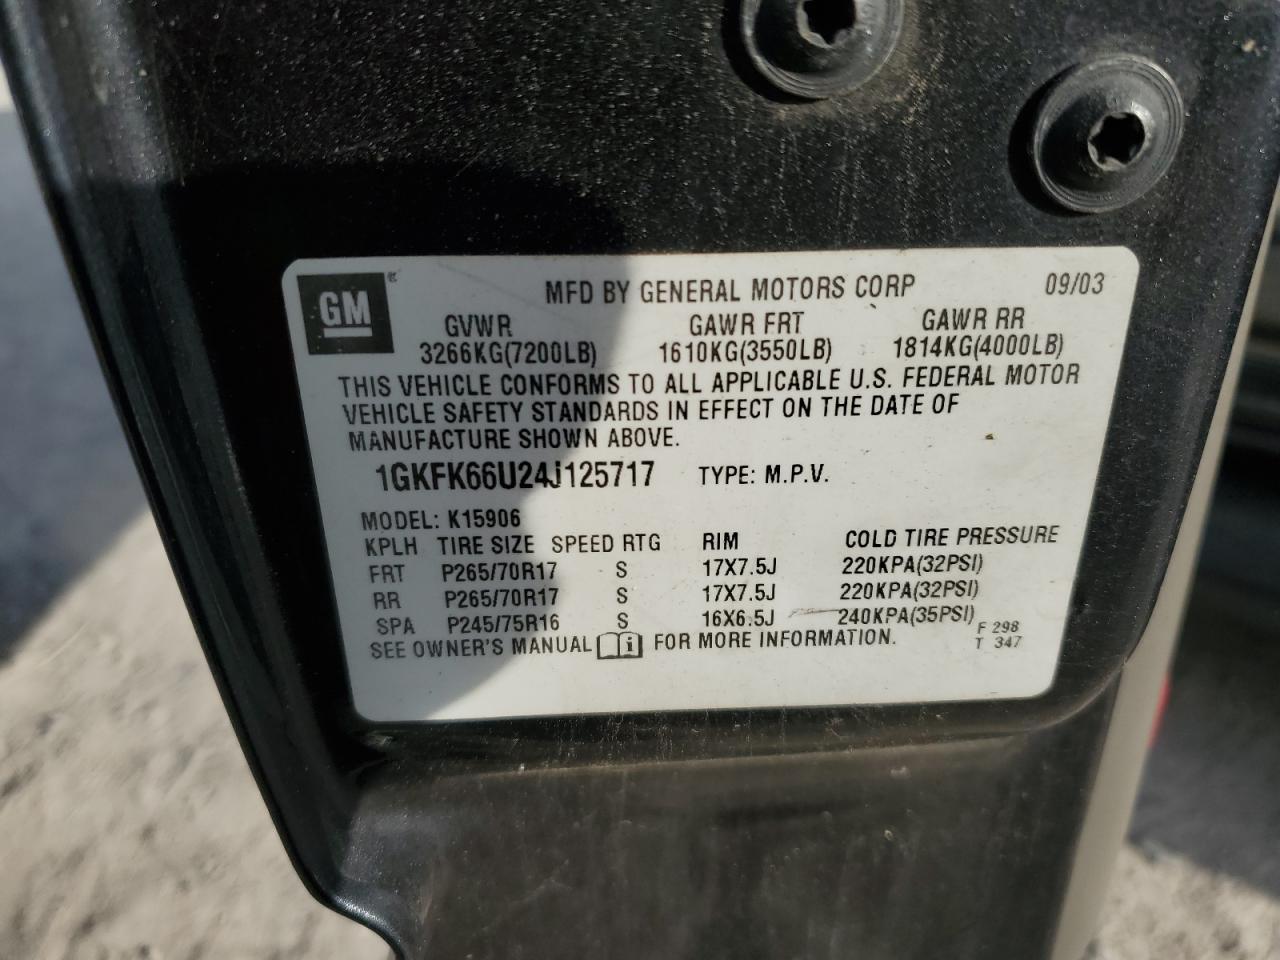 GM®
MFD BY GENERAL MOTORS CORP 09/03
GVWR GAWR FRT GAWR RR
3266KG(7200LB) 1610KG(3550LB) 1814KG(4000LB)
THIS VEHICLE CONFORMS TO ALL APPLICABLE U.S. FEDERAL MOTOR
VEHICLE SAFETY STANDARDS IN EFFECT ON THE DATE OF
MANUFACTURE SHOWN ABOVE.
1GKFK66U24J125717 TYPE: M.P.V.
MODEL: K15906
KPLH TIRE SIZE SPEED RTG RIM COLD TIRE PRESSURE
FRT P265/70R17 S 17X7.5J 220KPA(32PSI)
RR P265/70R17 S 17X7.5J 220KPA(32PSI)
SPA P245/75R16 S 16X6.5J 240KPA(35PSI)
SEE OWNER'S MANUAL i FOR MORE INFORMATION.
F 298
T 347